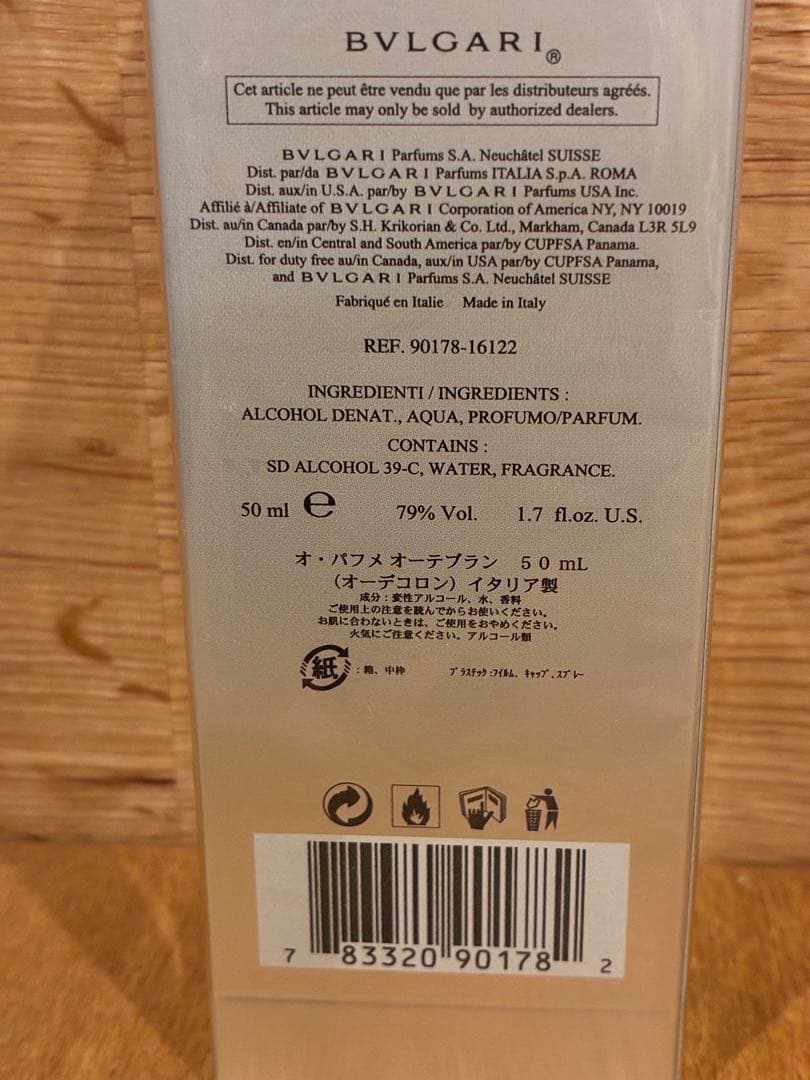 BVLGARI®
Cet article ne peut être vendu que par les distributeurs agréés.
This article may only be sold by authorized dealers.
BVLGARI Parfums S.A. Neuchâtel SUISSE
Dist. par/da BVLGARI Parfums ITALIA S.p.A. ROMA
Dist. aux/in U.S.A. par/by BVLGARI Parfums USA Inc.
Affilié à/Affiliate of BVLGARI Corporation of America NY, NY 10019
Dist. au/in Canada par/by S.H. Krikorian & Co. Ltd., Markham, Canada L3R 5L9
Dist. en/in Central and South America par/by CUPFSA Panama.
Dist. for duty free au/in Canada, aux/in USA par/by CUPFSA Panama,
and BVLGARI Parfums S.A. Neuchâtel SUISSE
Fabriqué en Italie Made in Italy
REF. 90178-16122
INGREDIENTI / INGREDIENTS :
ALCOHOL DENAT., AQUA, PROFUMO/PARFUM.
CONTAINS :
SD ALCOHOL 39-C, WATER, FRAGRANCE.
50 ml ℮ 79% Vol. 1.7 fl.oz. U.S.
オ・パフメ オーテブラン ５０ mL
（オーデコロン）イタリア製
成分：変性アルコール、水、香料
ご使用上の注意を読んでからお使いください。
お肌に合わないときは、ご使用をおやめください。
火気にご注意ください。アルコール類
紙：箱、中枠 ﾌﾟﾗｽﾁｯｸ:ﾌｲﾙﾑ、ｷｬｯﾌﾟ、ｽﾌﾟﾚｰ
7 83320 90178 2